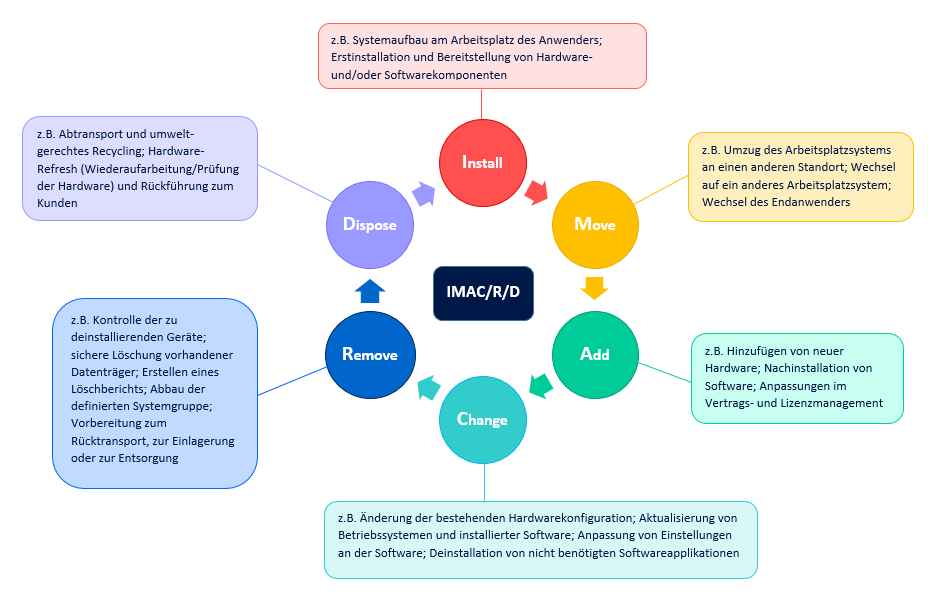 z.B. Systemaufbau am Arbeitsplatz des Anwenders;
Erstinstallation und Bereitstellung von Hardware-
und/oder Softwarekomponenten
Install
z.B. Umzug des Arbeitsplatzsystems
an einen anderen Standort; Wechsel
auf ein anderes Arbeitsplatzsystem;
Wechsel des Endanwenders
Move
z.B. Hinzufügen von neuer
Hardware; Nachinstallation von
Software; Anpassungen im
Vertrags- und Lizenzmanagement
Add
Change
z.B. Änderung der bestehenden Hardwarekonfiguration; Aktualisierung von
Betriebssystemen und installierter Software; Anpassung von Einstellungen
an der Software; Deinstallation von nicht benötigten Softwareapplikationen
z.B. Kontrolle der zu
deinstallierenden Geräte;
sichere Löschung vorhandener
Datenträger; Erstellen eines
Löschberichts; Abbau der
definierten Systemgruppe;
Vorbereitung zum
Rücktransport, zur Einlagerung
oder zur Entsorgung
Remove
z.B. Abtransport und umwelt-
gerechtes Recycling; Hardware-
Refresh (Wiederaufarbeitung/Prüfung
der Hardware) und Rückführung zum
Kunden
Dispose
IMAC/R/D